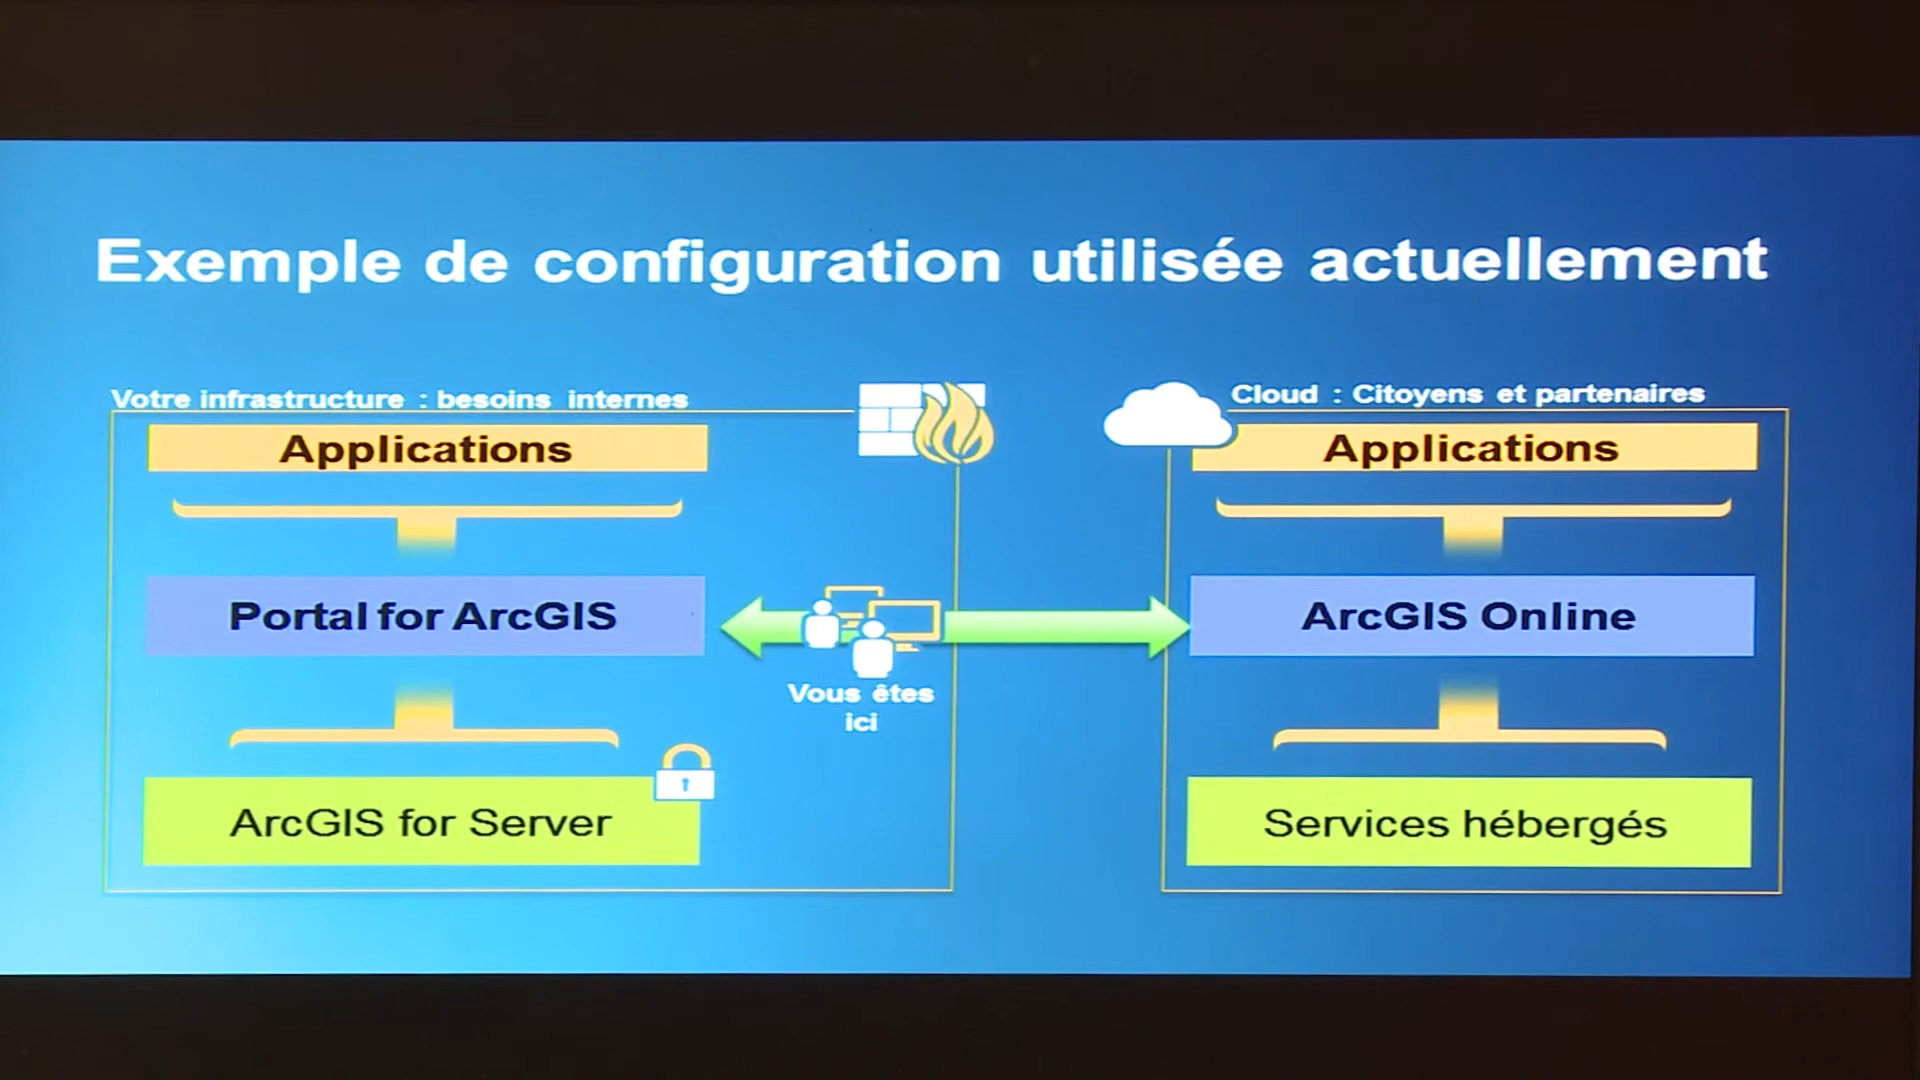 Exemple de configuration utilisée actuellement
Votre infrastructure : besoins internes
Applications
Portal for ArcGIS
Vous êtes
ici
ArcGIS for Server
Cloud : Citoyens et partenaires
Applications
ArcGIS Online
Services hébergés